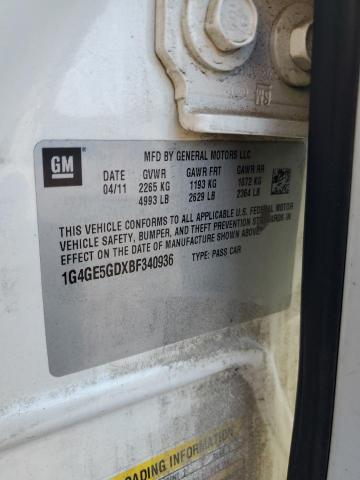 GM
MFD BY GENERAL MOTORS LLC
DATE GVWR GAWR FRT GAWR RR
04/11 2265 KG 1193 KG 1072 KG
4993 LB 2629 LB 2364 LB
THIS VEHICLE CONFORMS TO ALL APPLICABLE U.S. FEDERAL MOTOR
VEHICLE SAFETY, BUMPER, AND THEFT PREVENTION STANDARDS IN
EFFECT ON THE DATE OF MANUFACTURE SHOWN ABOVE.
1G4GE5GDXBF340936 TYPE: PASS CAR
LOADING INFORMATION